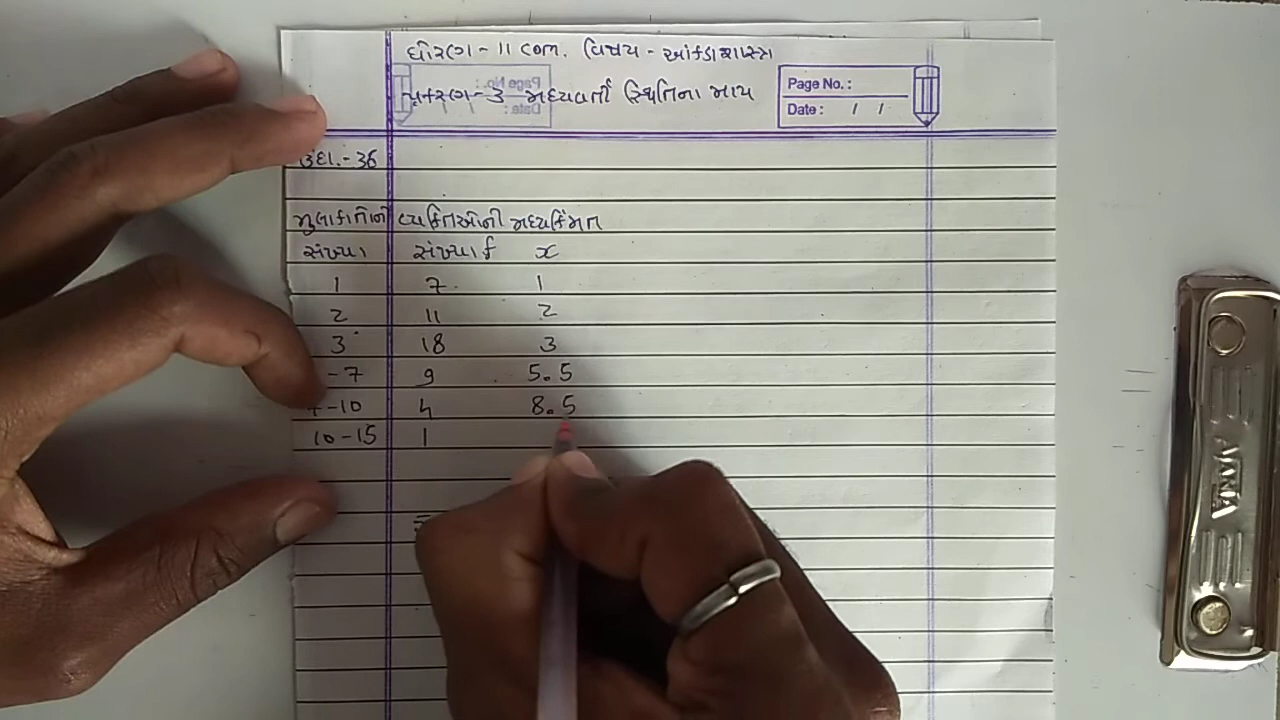 ધોરણ - 11 com. વિષય - આંકડાશાસ્ત્ર
પ્રકરણ - 3 મધ્યવર્તી સ્થિતિના માપ
Page No. :
Date : / /
ઉદા. - 36
મુલાકાતોની વ્યક્તિઓની મધ્યકિંમત
સંખ્યા સંખ્યા f x
1 7 1
2 11 2
3 18 3
- 7 9 5.5
7 - 10 4 8.5
10 - 15 1
AJANTA